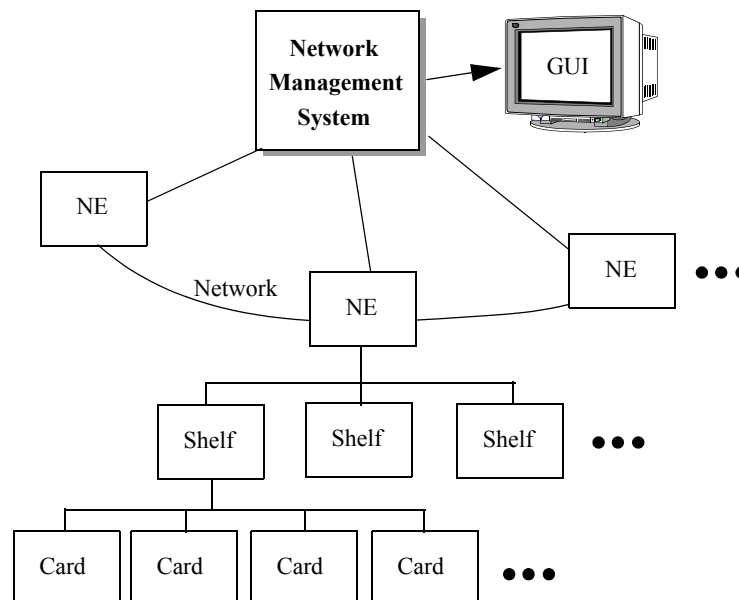 Network
Management
System
GUI
NE
NE
Network
NE
Shelf
Shelf
Shelf
Card
Card
Card
Card